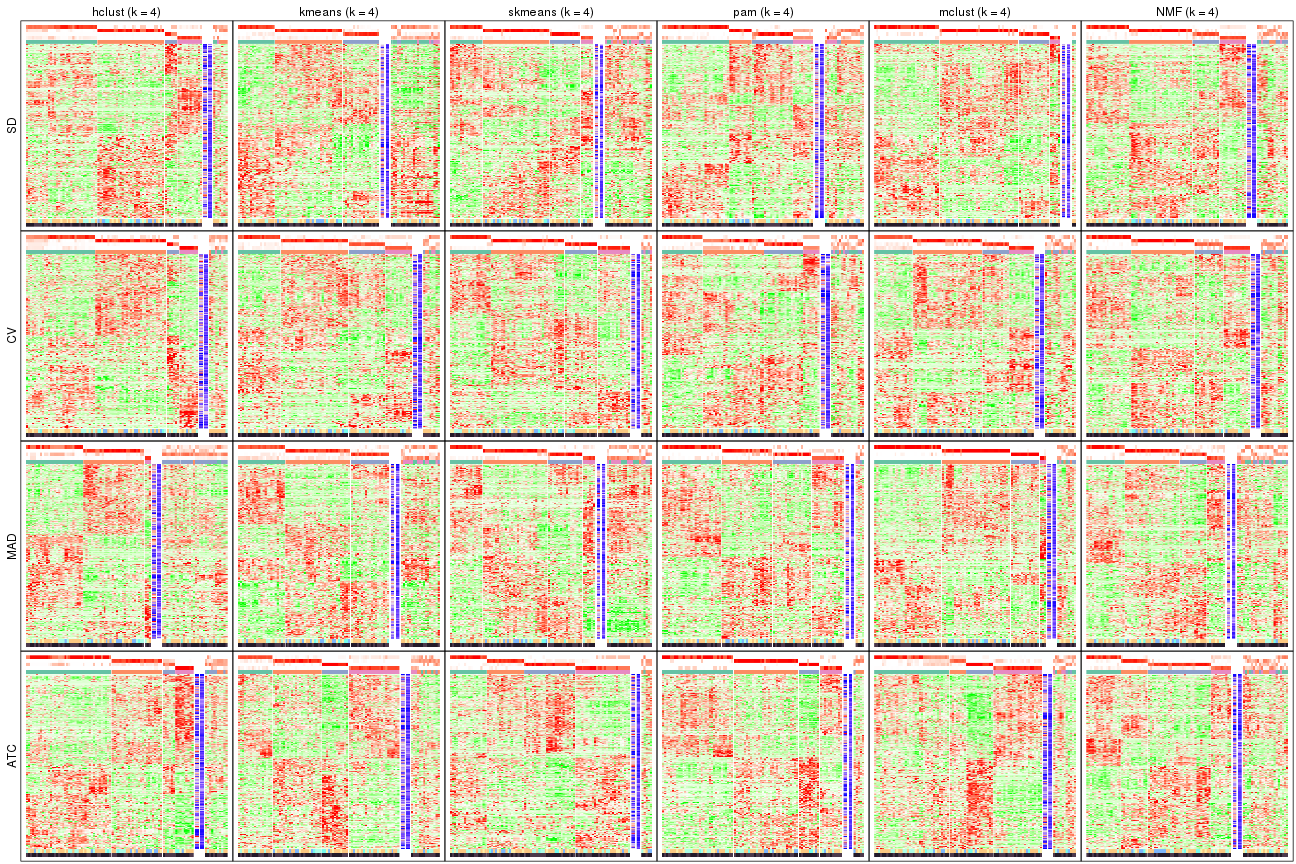 hclust (k = 4) kmeans (k = 4) skmeans (k = 4) pam (k = 4) mclust (k = 4) NMF (k = 4)
SD
CV
MAD
ATC